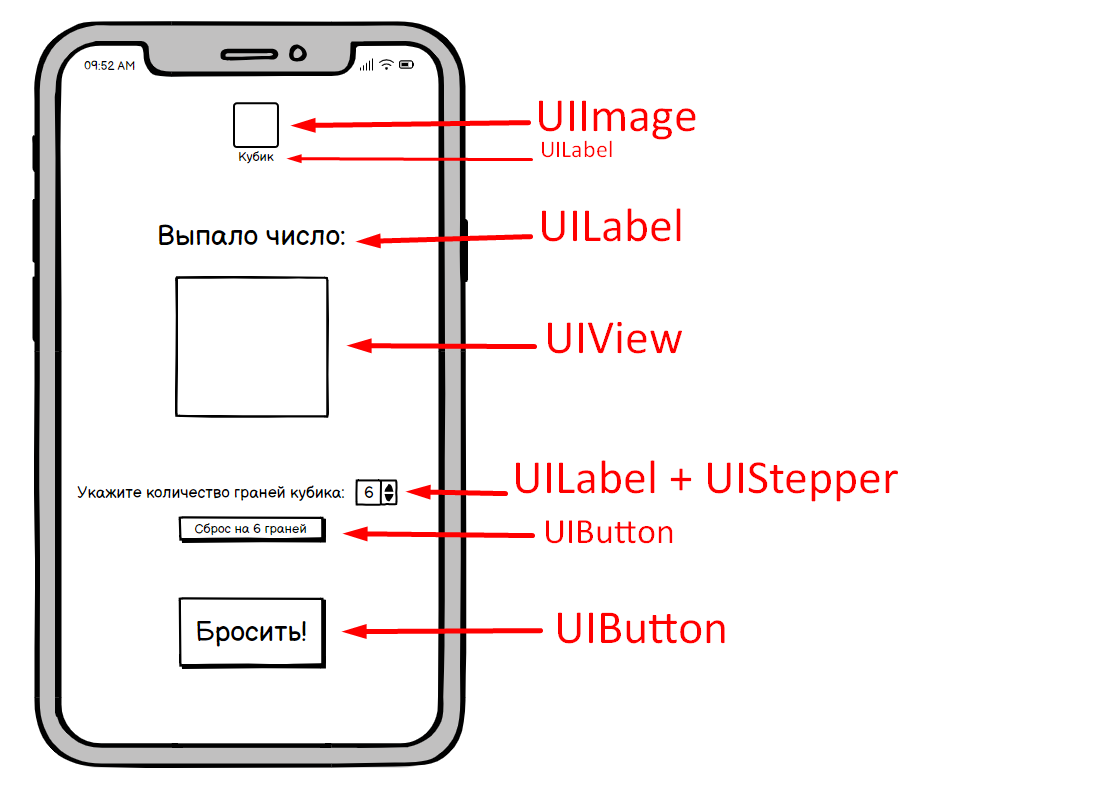 09:52 AM
UIImage
Кубик
UILabel
Выпало число:
UILabel
UIView
Укажите количество граней кубика: 6
UILabel + UIStepper
Сброс на 6 граней
UIButton
Бросить!
UIButton